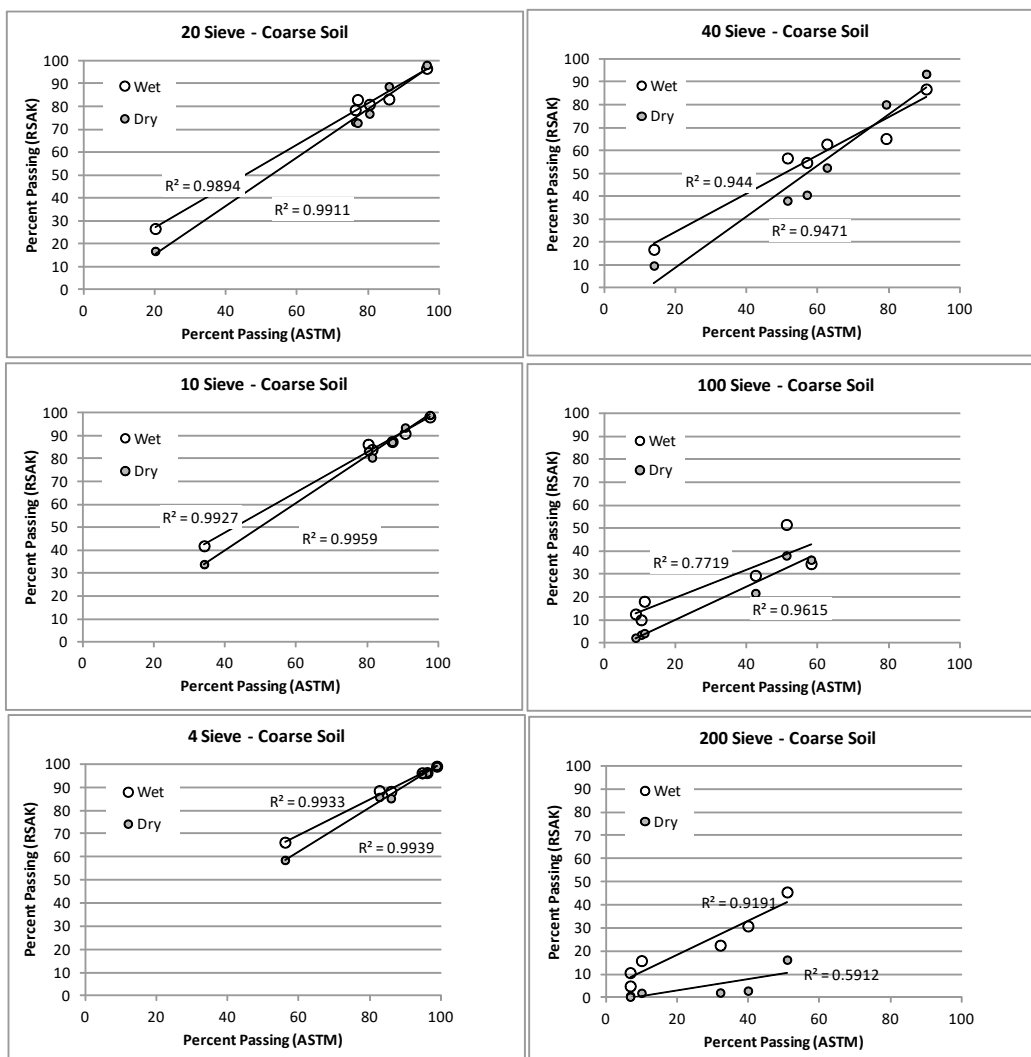 20 Sieve - Coarse Soil
100
90
80
70
60
50
40
30
20
10
0
Percent Passing (RSAK)
Wet
Dry
R² = 0.9894
R² = 0.9911
0 20 40 60 80 100
Percent Passing (ASTM)
40 Sieve - Coarse Soil
100
90
80
70
60
50
40
30
20
10
0
Percent Passing (RSAK)
Wet
Dry
R² = 0.944
R² = 0.9471
0 20 40 60 80 100
Percent Passing (ASTM)
10 Sieve - Coarse Soil
100
90
80
70
60
50
40
30
20
10
0
Percent Passing (RSAK)
Wet
Dry
R² = 0.9927
R² = 0.9959
0 20 40 60 80 100
Percent Passing (ASTM)
100 Sieve - Coarse Soil
100
90
80
70
60
50
40
30
20
10
0
Percent Passing (RSAK)
Wet
Dry
R² = 0.7719
R² = 0.9615
0 20 40 60 80 100
Percent Passing (ASTM)
4 Sieve - Coarse Soil
100
90
80
70
60
50
40
30
20
10
0
Percent Passing (RSAK)
Wet
Dry
R² = 0.9933
R² = 0.9939
0 20 40 60 80 100
Percent Passing (ASTM)
200 Sieve - Coarse Soil
100
90
80
70
60
50
40
30
20
10
0
Percent Passing (RSAK)
Wet
Dry
R² = 0.9191
R² = 0.5912
0 20 40 60 80 100
Percent Passing (ASTM)